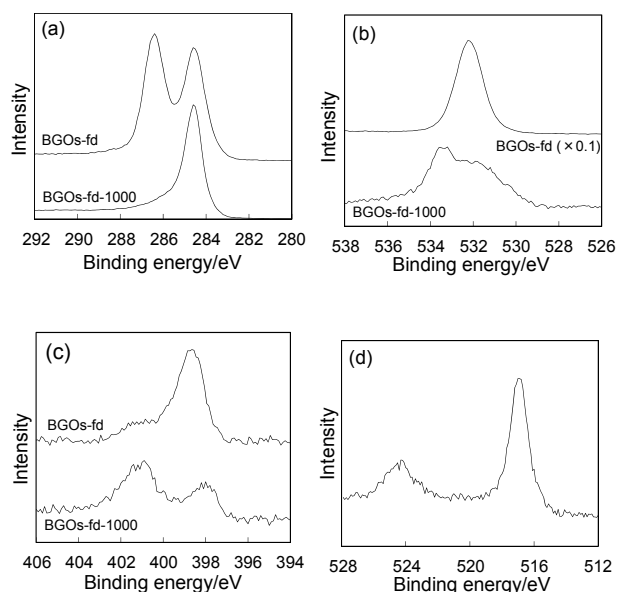 (a)
BGOs-fd
BGOs-fd-1000
Intensity
292 290 288 286 284 282 280
Binding energy/eV
(b)
BGOs-fd (×0.1)
BGOs-fd-1000
Intensity
538 536 534 532 530 528 526
Binding energy/eV
(c)
BGOs-fd
BGOs-fd-1000
Intensity
406 404 402 400 398 396 394
Binding energy/eV
(d)
Intensity
528 524 520 516 512
Binding energy/eV